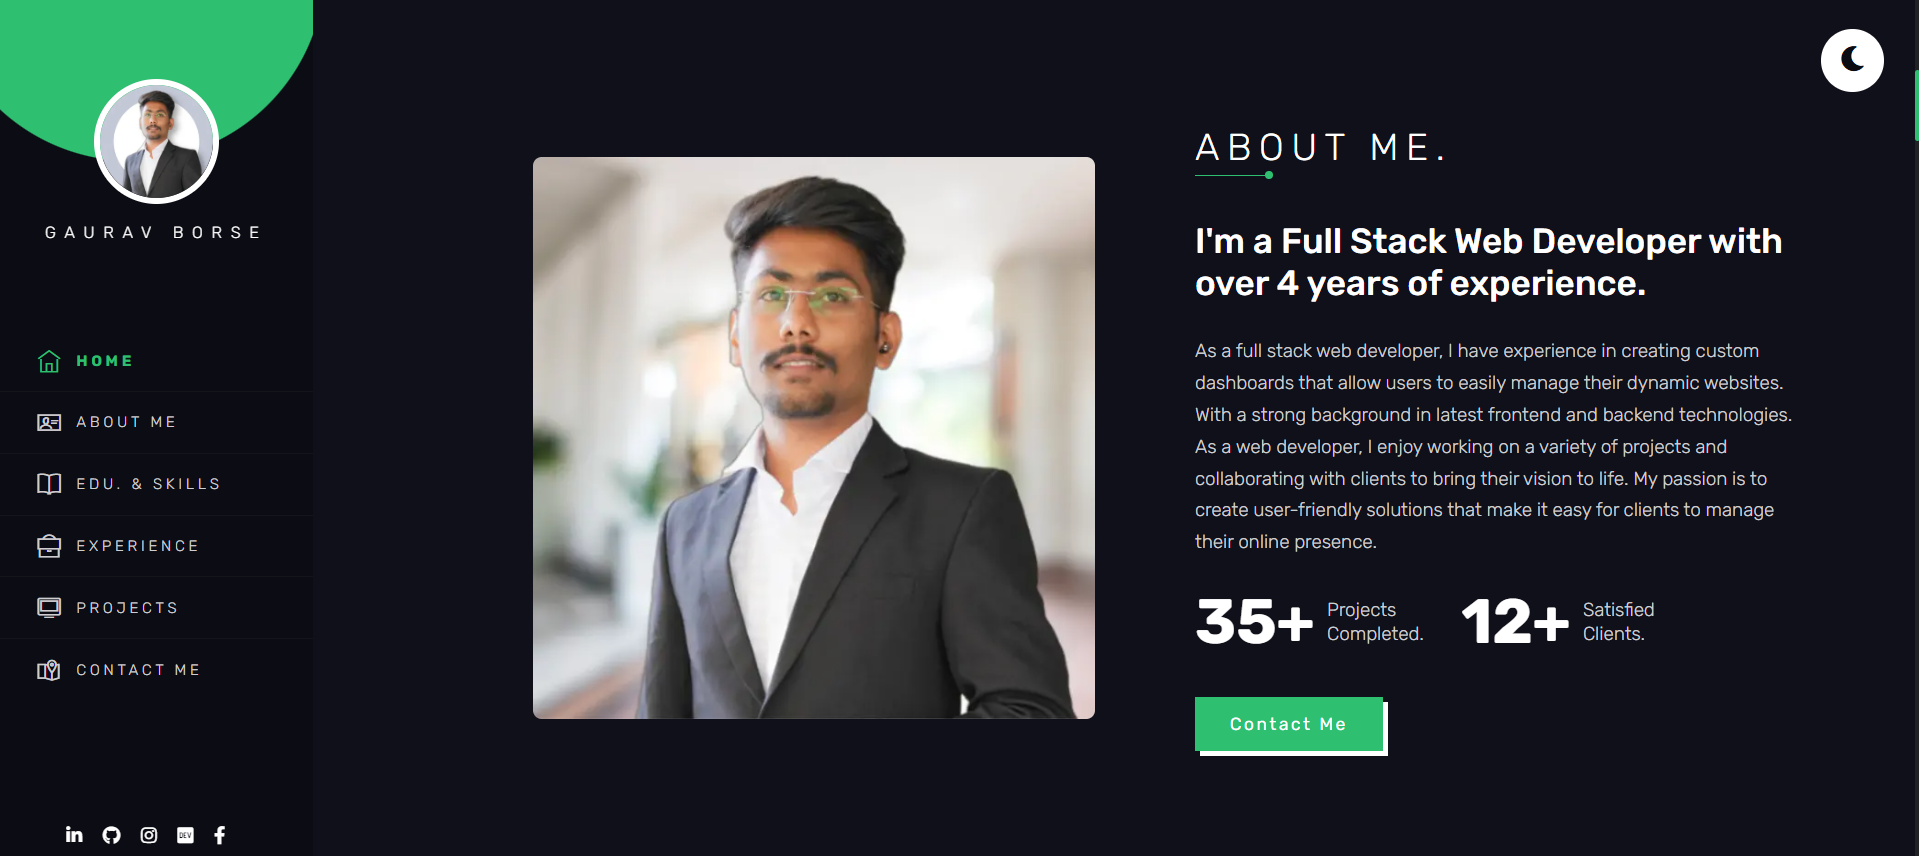 GAURAV BORSE
HOME
ABOUT ME
EDU. & SKILLS
EXPERIENCE
PROJECTS
CONTACT ME
in
DEV
ABOUT ME.
I'm a Full Stack Web Developer with
over 4 years of experience.
As a full stack web developer, I have experience in creating custom
dashboards that allow users to easily manage their dynamic websites.
With a strong background in latest frontend and backend technologies.
As a web developer, I enjoy working on a variety of projects and
collaborating with clients to bring their vision to life. My passion is to
create user-friendly solutions that make it easy for clients to manage
their online presence.
35+
Projects
Completed.
12+
Satisfied
Clients.
Contact Me